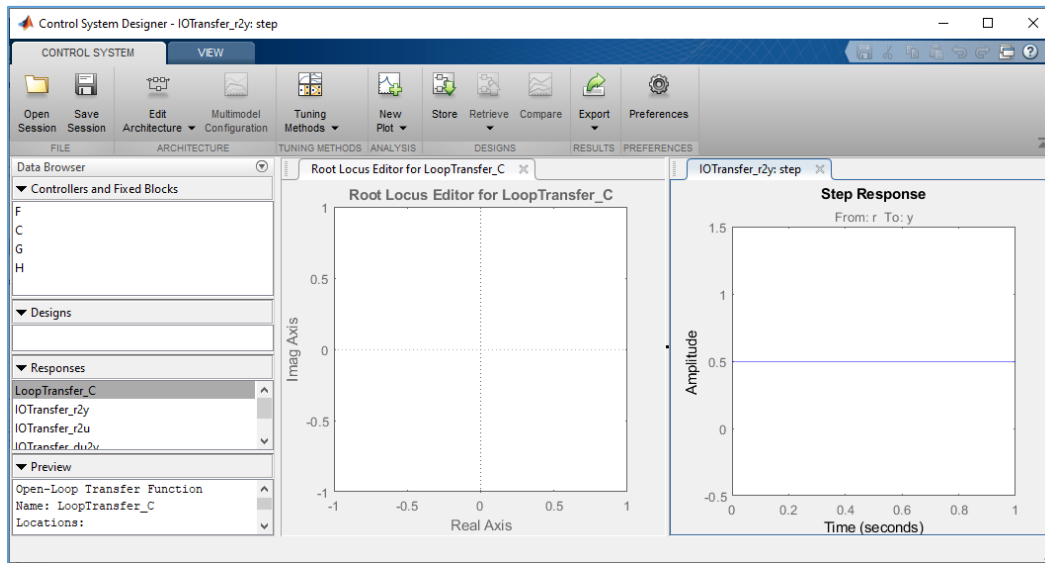 Control System Designer - IOTransfer_r2y: step
CONTROL SYSTEM
VIEW
Open Session
Save Session
Edit Architecture
Multimodel Configuration
Tuning Methods
New Plot
Store
Retrieve
Compare
Export
Preferences
FILE
ARCHITECTURE
TUNING METHODS
ANALYSIS
DESIGNS
RESULTS
PREFERENCES
Data Browser
Controllers and Fixed Blocks
F
C
G
H
Designs
Responses
LoopTransfer_C
IOTransfer_r2y
IOTransfer_r2u
IOTransfer_du2y
Preview
Open-Loop Transfer Function
Name: LoopTransfer_C
Locations:
Root Locus Editor for LoopTransfer_C
Root Locus Editor for LoopTransfer_C
1
0.5
0
-0.5
-1
Imag Axis
-1 -0.5 0 0.5 1
Real Axis
IOTransfer_r2y: step
Step Response
From: r To: y
1.5
1
0.5
0
-0.5
Amplitude
0 0.2 0.4 0.6 0.8 1
Time (seconds)